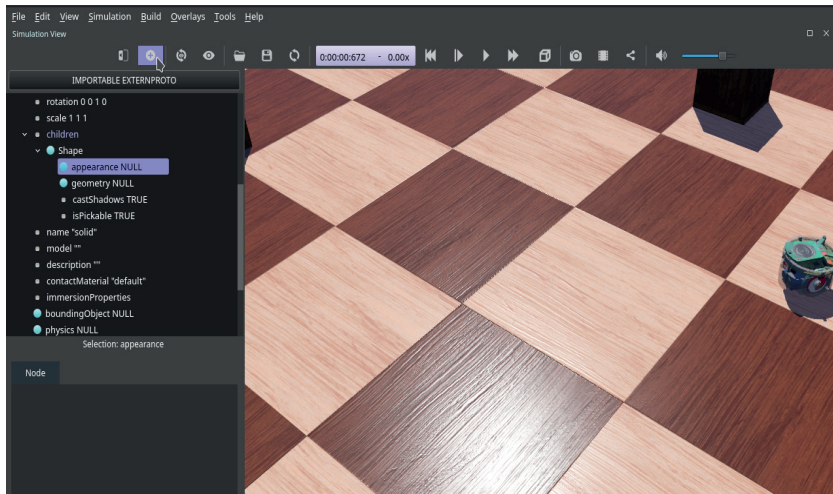 File Edit View Simulation Build Overlays Tools Help
Simulation View
0:00:00:672 - 0.00x
IMPORTABLE EXTERNPROTO
rotation 0 0 1 0
scale 1 1 1
children
Shape
appearance NULL
geometry NULL
castShadows TRUE
isPickable TRUE
name "solid"
model ""
description ""
contactMaterial "default"
immersionProperties
boundingObject NULL
physics NULL
Selection: appearance
Node